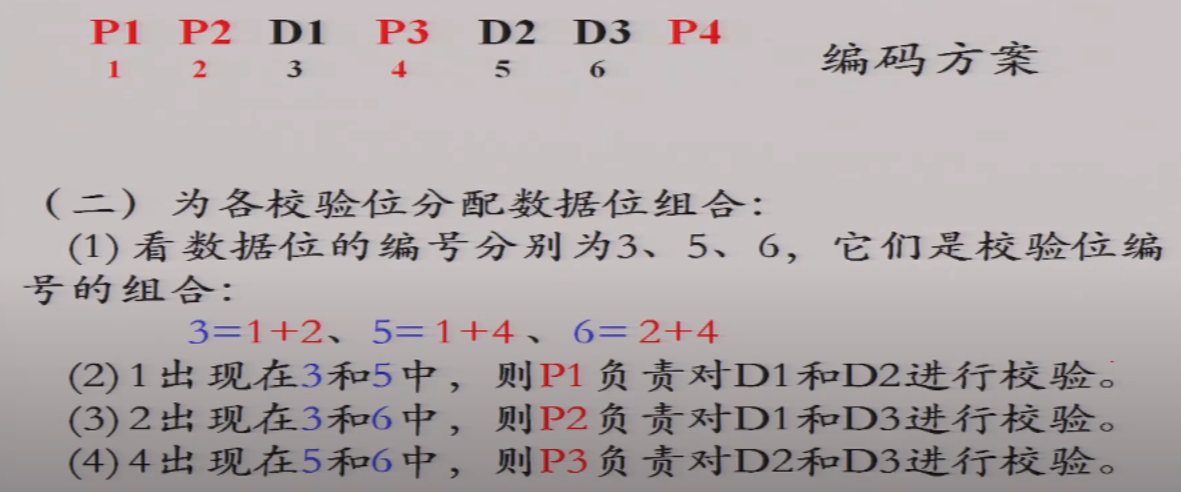 P1 P2 D1 P3 D2 D3 P4
1 2 3 4 5 6
编码方案
（二）为各校验位分配数据位组合：
(1)看数据位的编号分别为3、5、6，它们是校验位编
号的组合：
3=1+2、5=1+4、6=2+4
(2)1出现在3和5中，则P1负责对D1和D2进行校验。
(3)2出现在3和6中，则P2负责对D1和D3进行校验。
(4)4出现在5和6中，则P3负责对D2和D3进行校验。